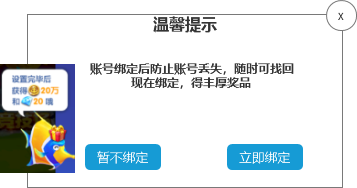 温馨提示
x
账号绑定后防止账号丢失，随时可找回
现在绑定，得丰厚奖品
设置完毕后
获得20万
和20 哦
暂不绑定
立即绑定